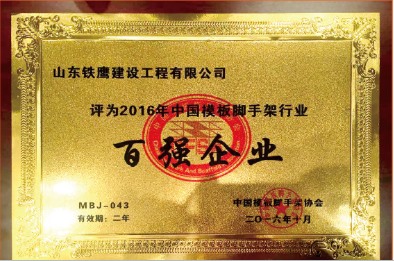 山东铁鹰建设工程有限公司
评为2016年中国模板脚手架行业
百强企业
MBJ-043
有效期：二年
中国模板脚手架协会
二〇一六年十月